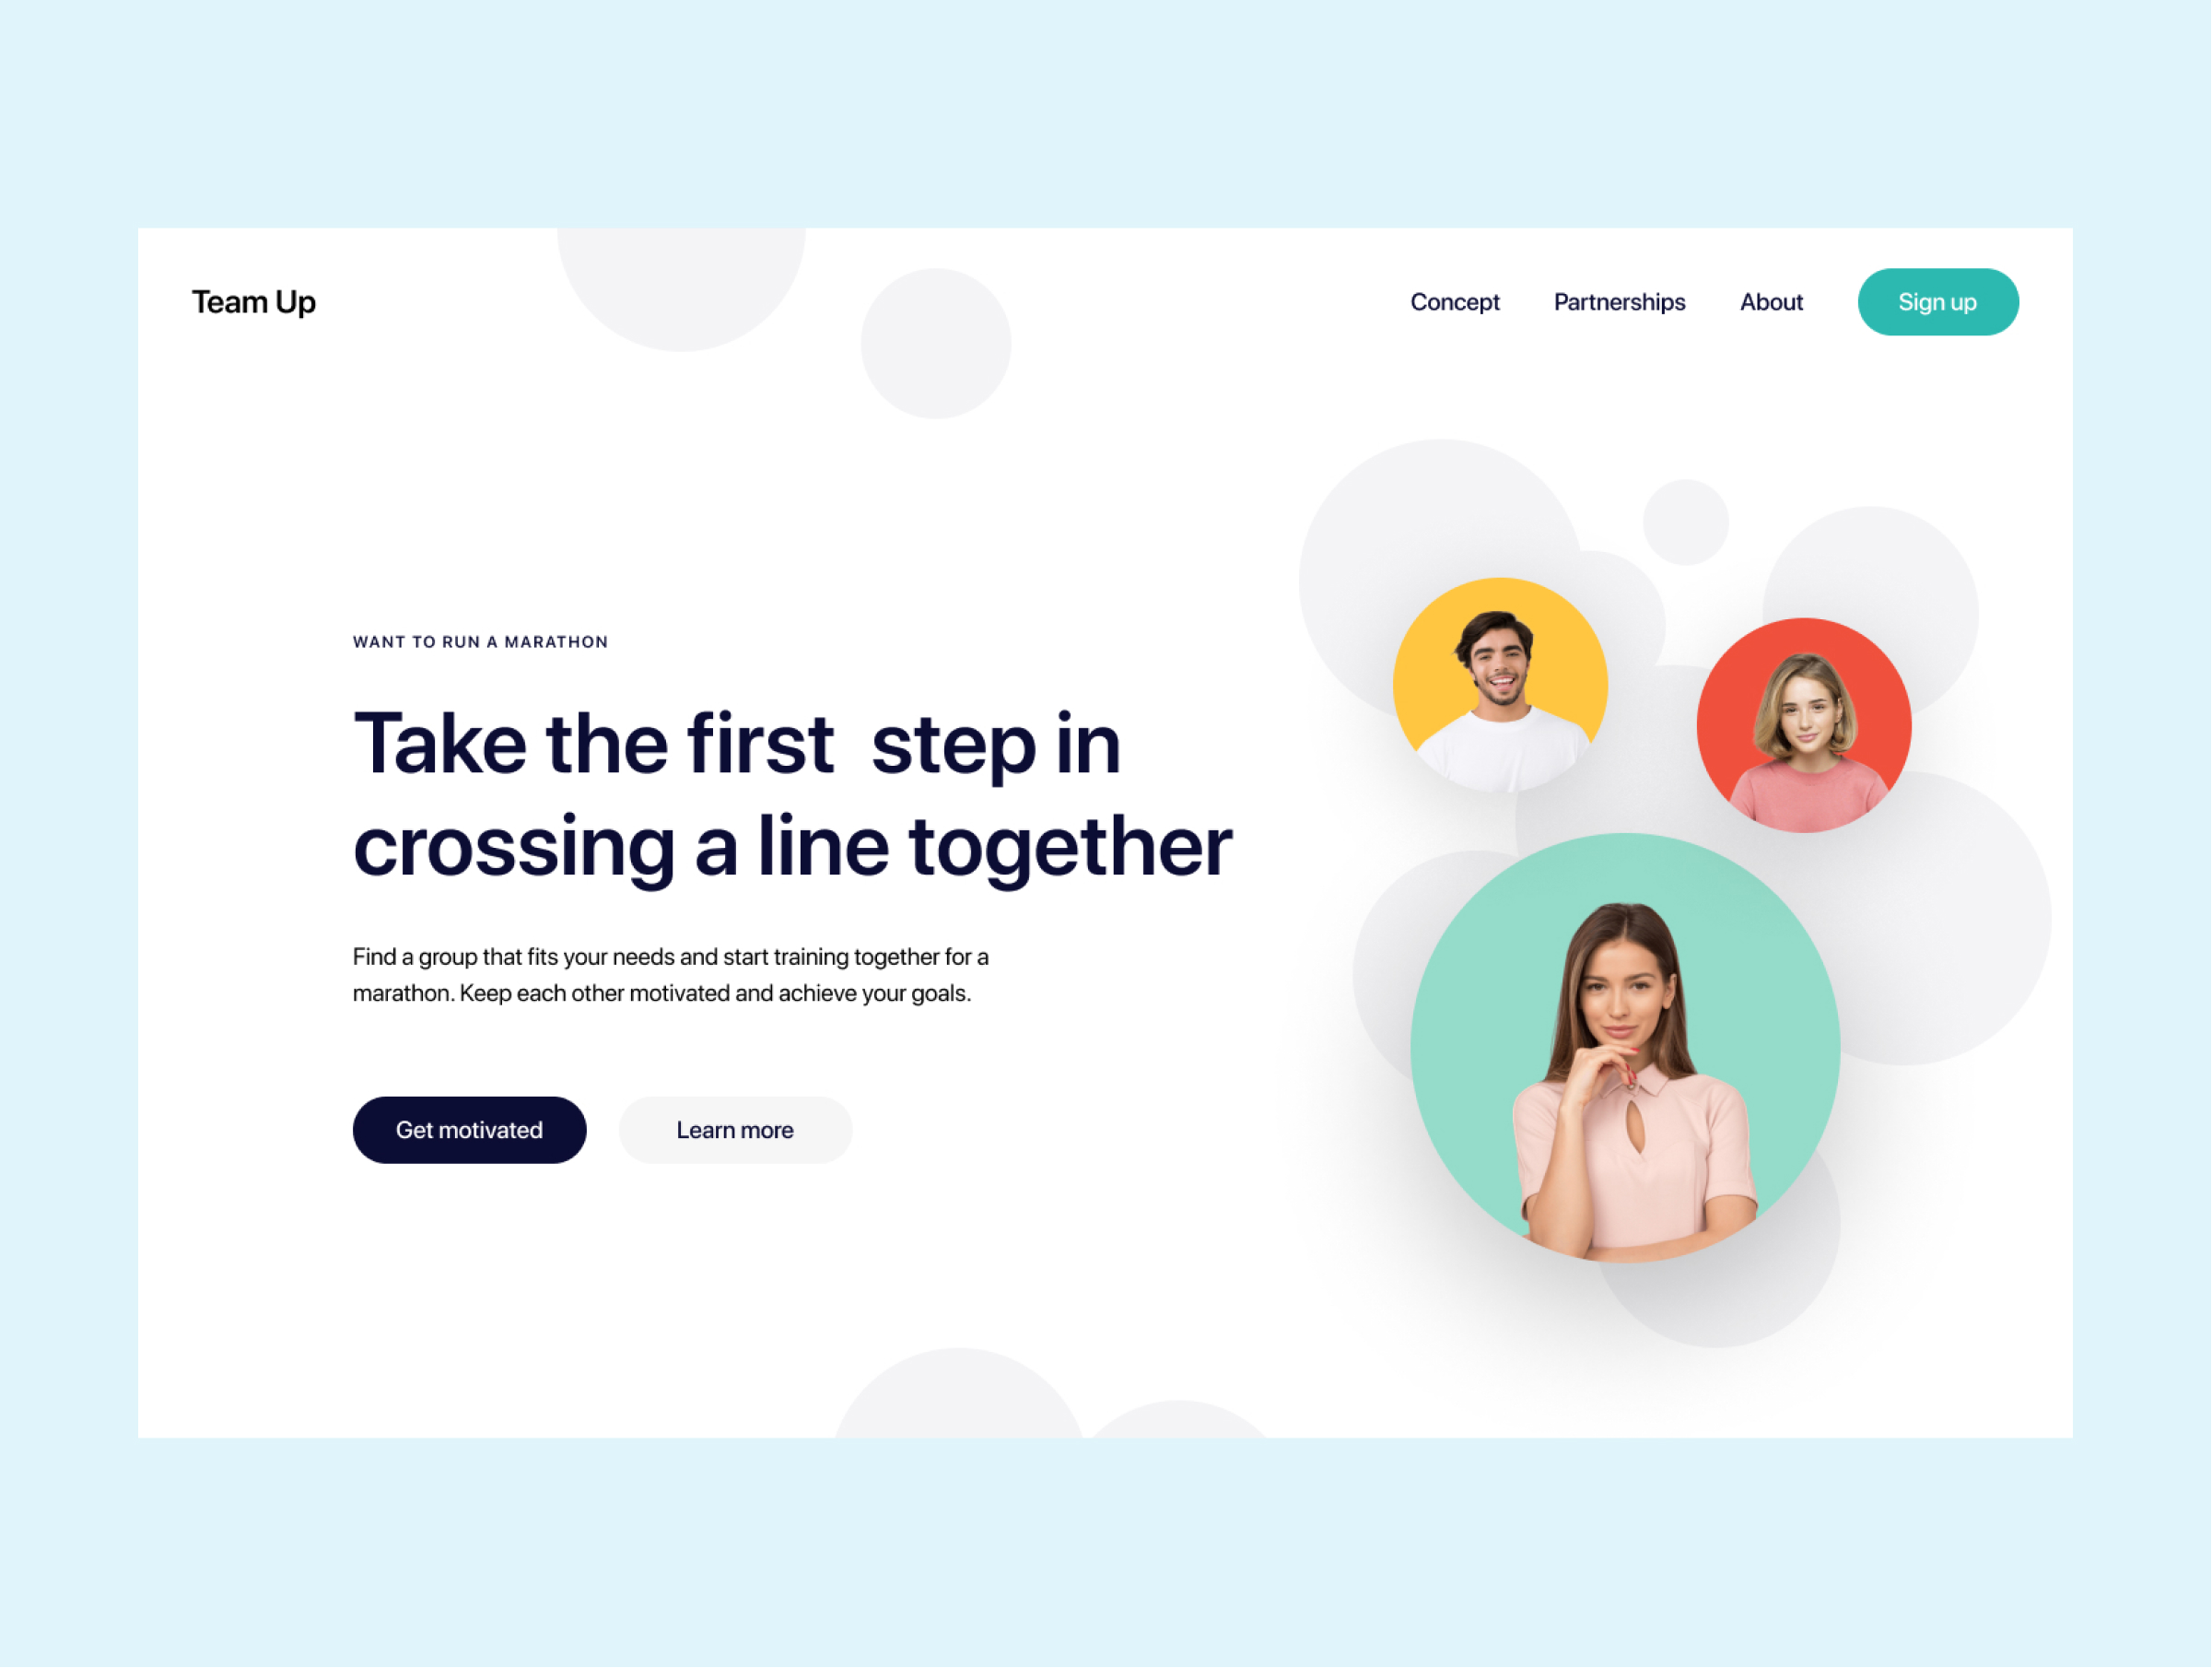 Team Up
Concept
Partnerships
About
Sign up
WANT TO RUN A MARATHON
Take the first  step in
crossing a line together
Find a group that fits your needs and start training together for a
marathon. Keep each other motivated and achieve your goals.
Get motivated
Learn more